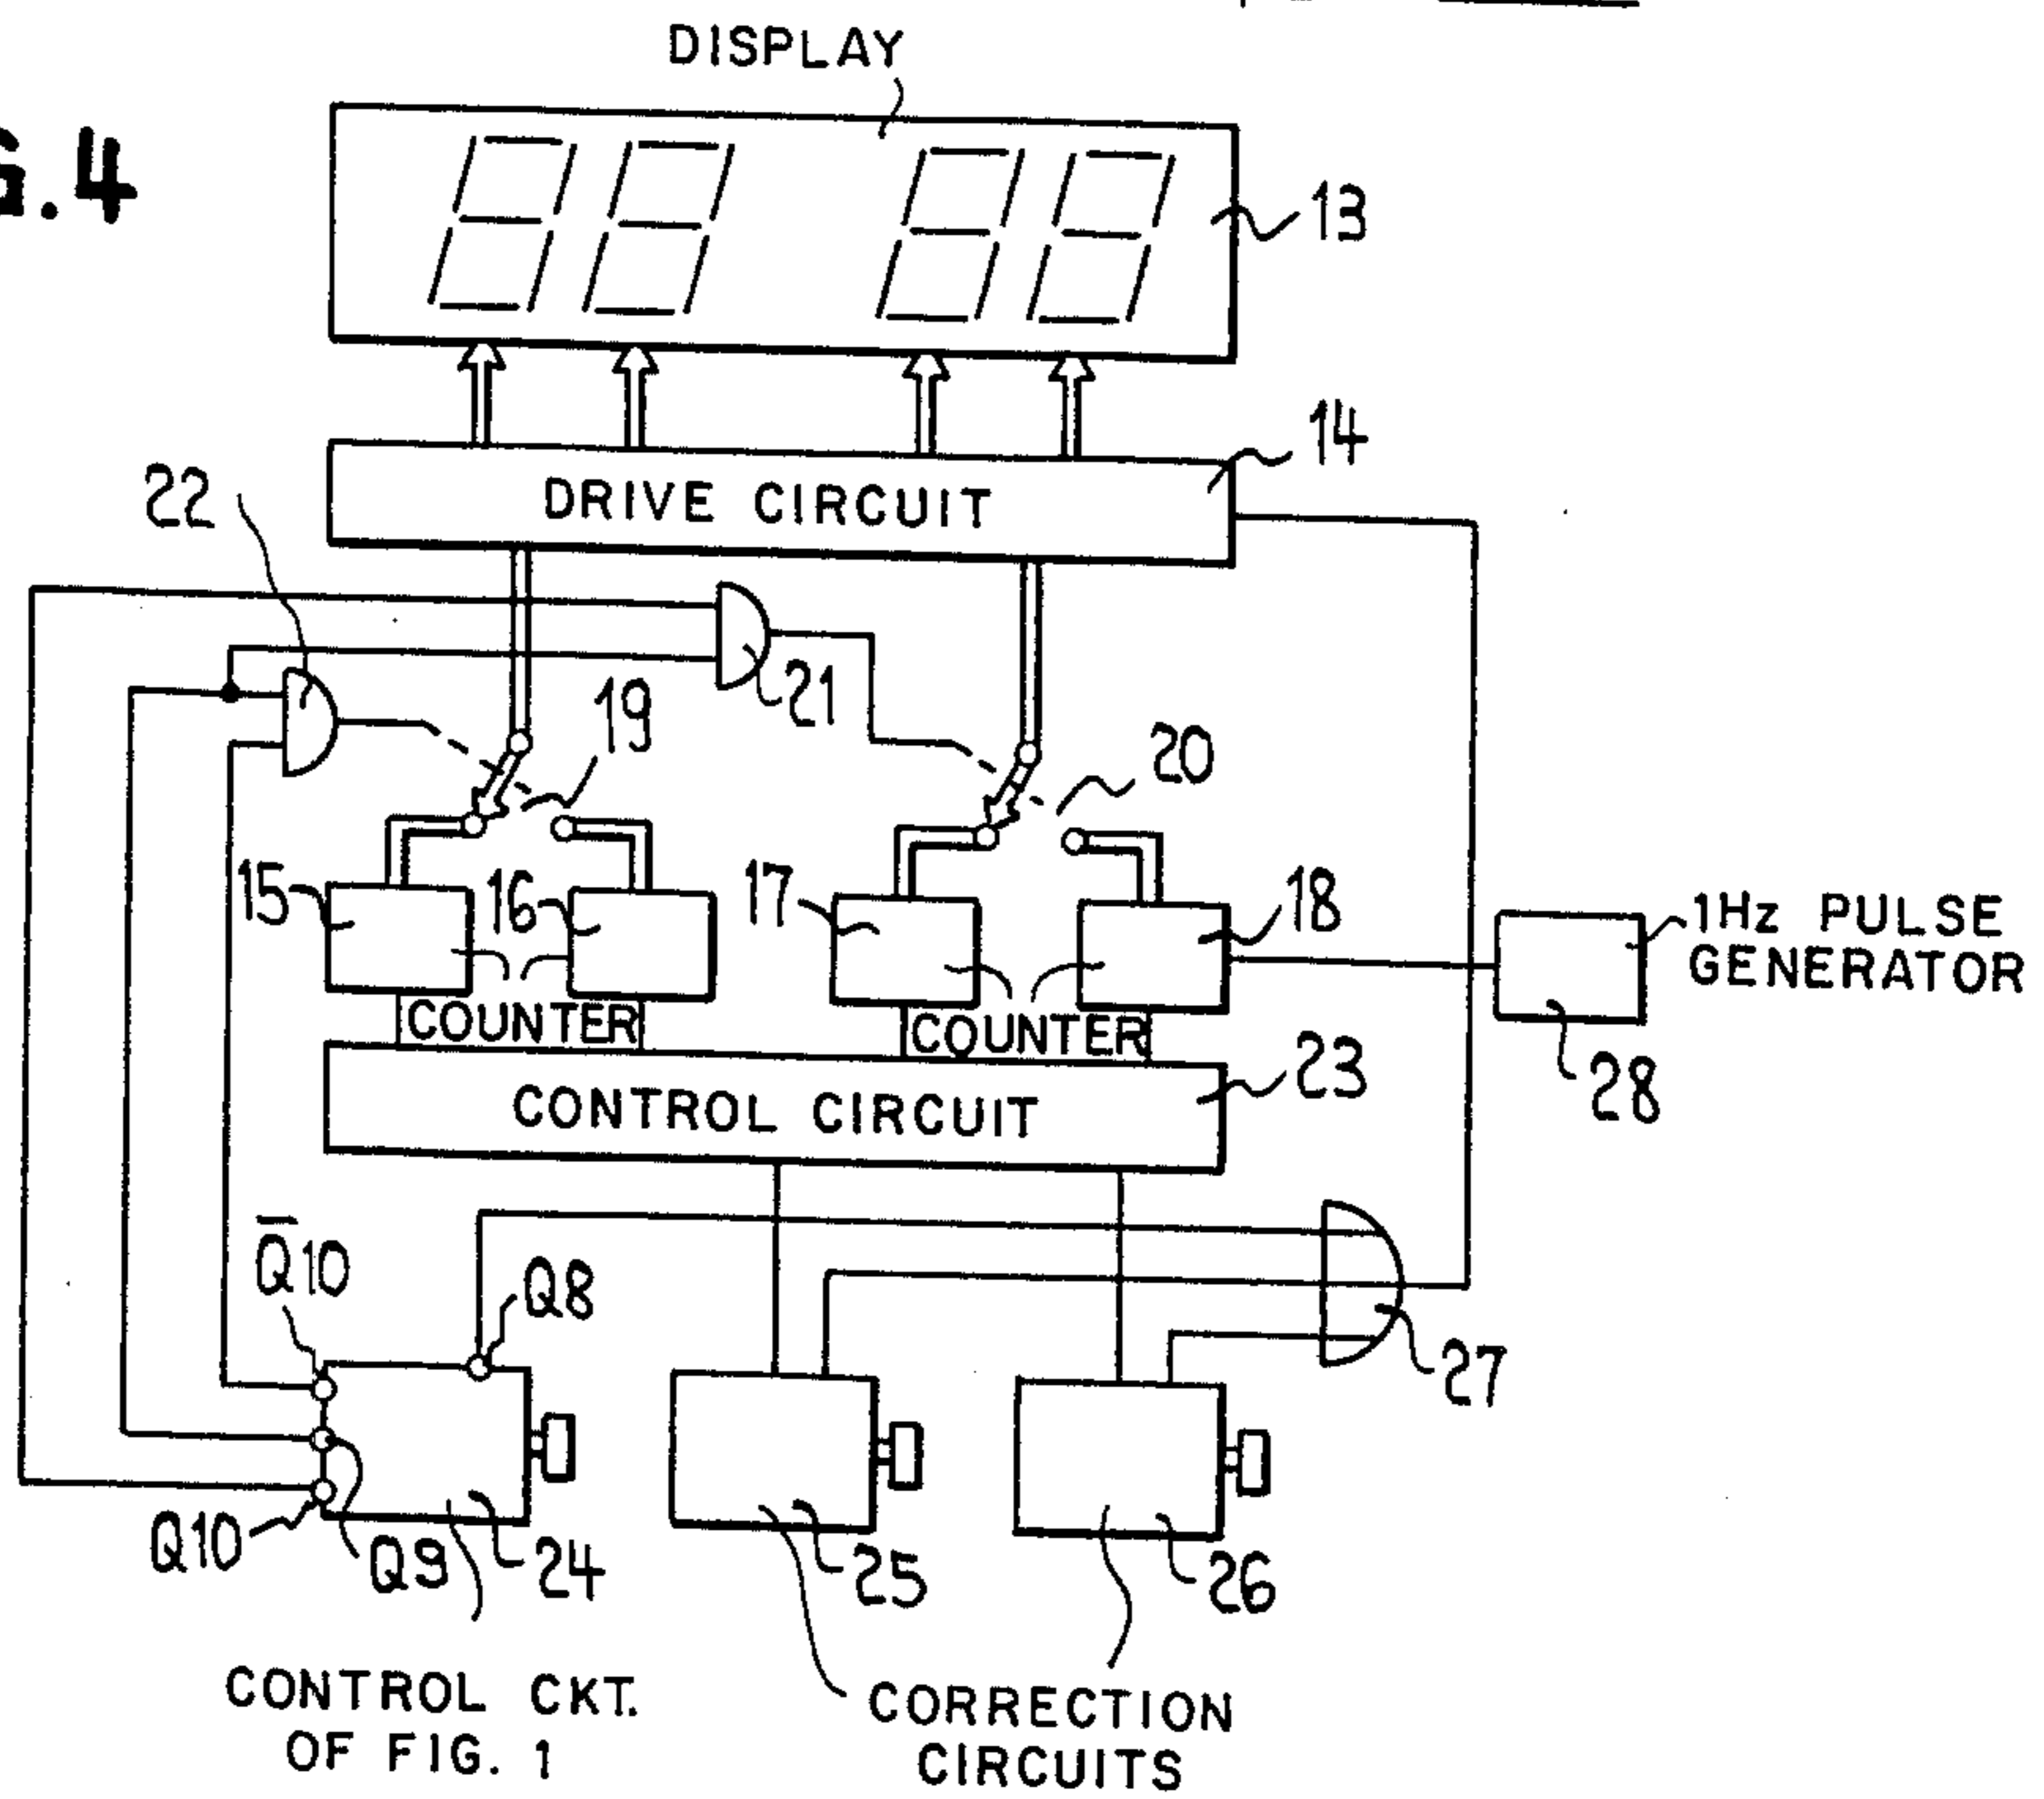 DISPLAY
G.4
13
14
DRIVE CIRCUIT
22
21
19
20
15
16
17
18
1Hz PULSE
GENERATOR
COUNTER
COUNTER
28
23
CONTROL CIRCUIT
Q̅10
Q8
27
Q10
Q9
24
25
26
CONTROL CKT.
OF FIG. 1
CORRECTION
CIRCUITS